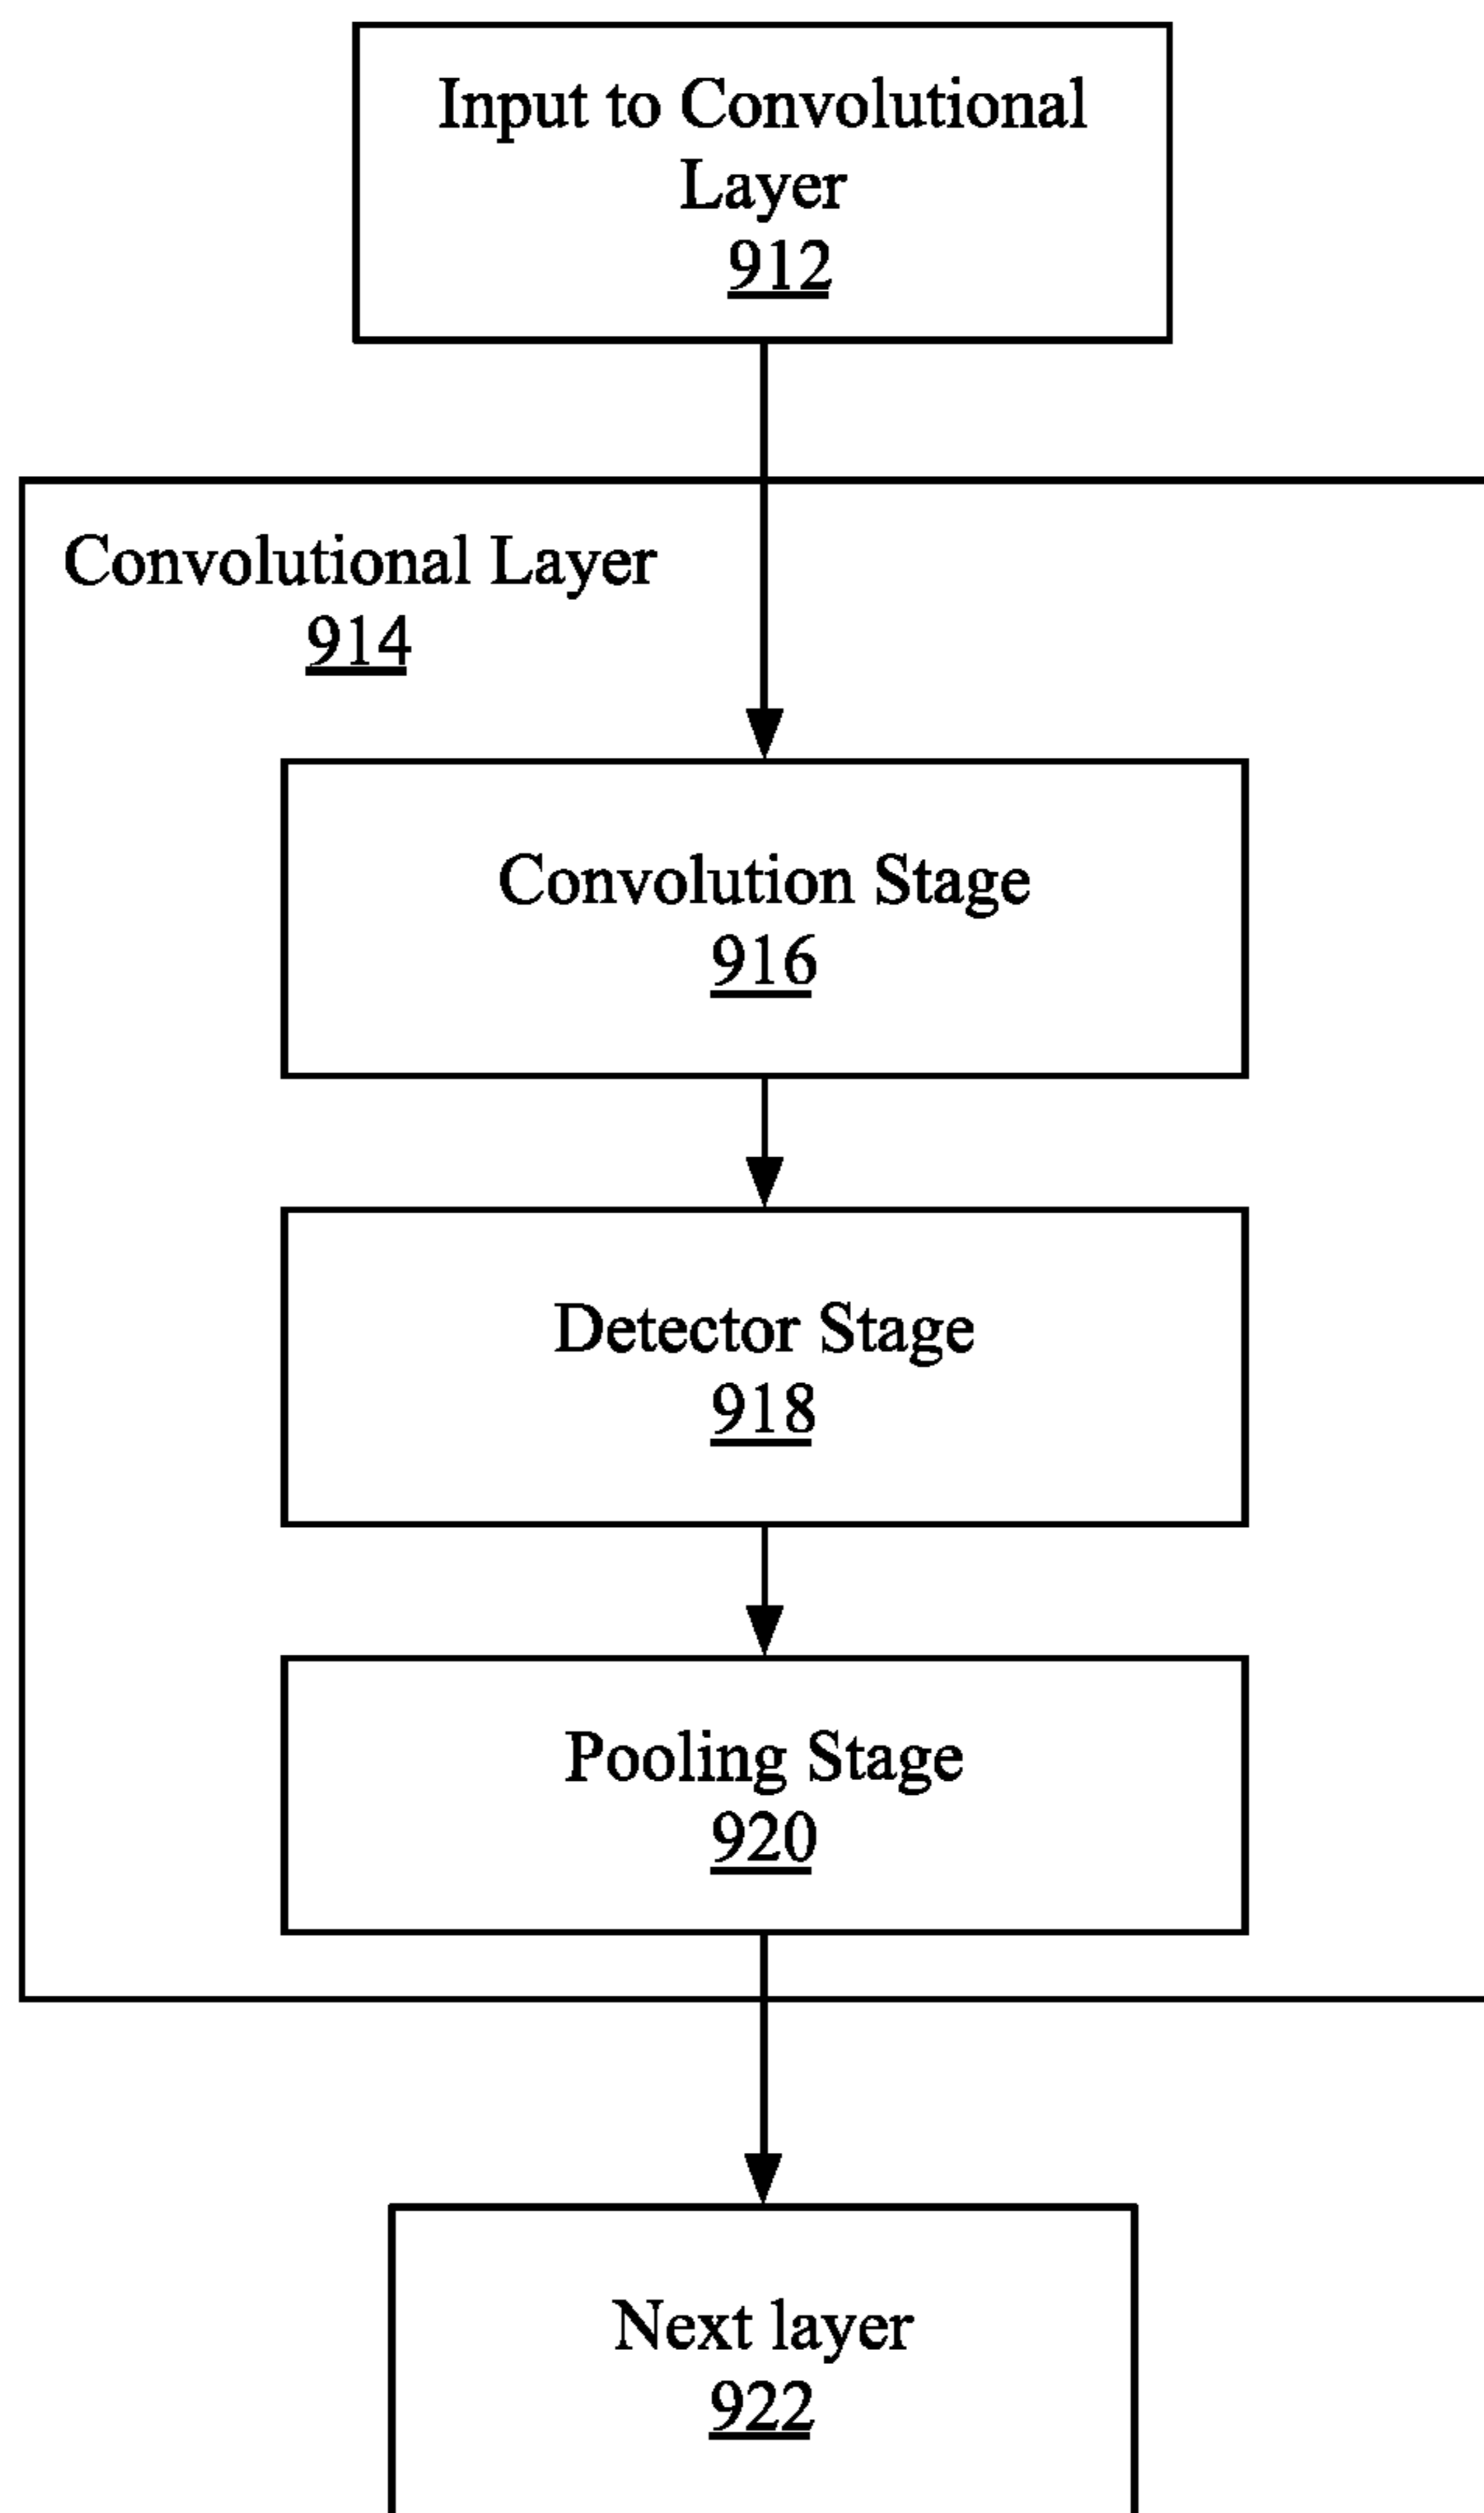 Input to Convolutional
Layer
912
Convolutional Layer
914
Convolution Stage
916
Detector Stage
918
Pooling Stage
920
Next layer
922